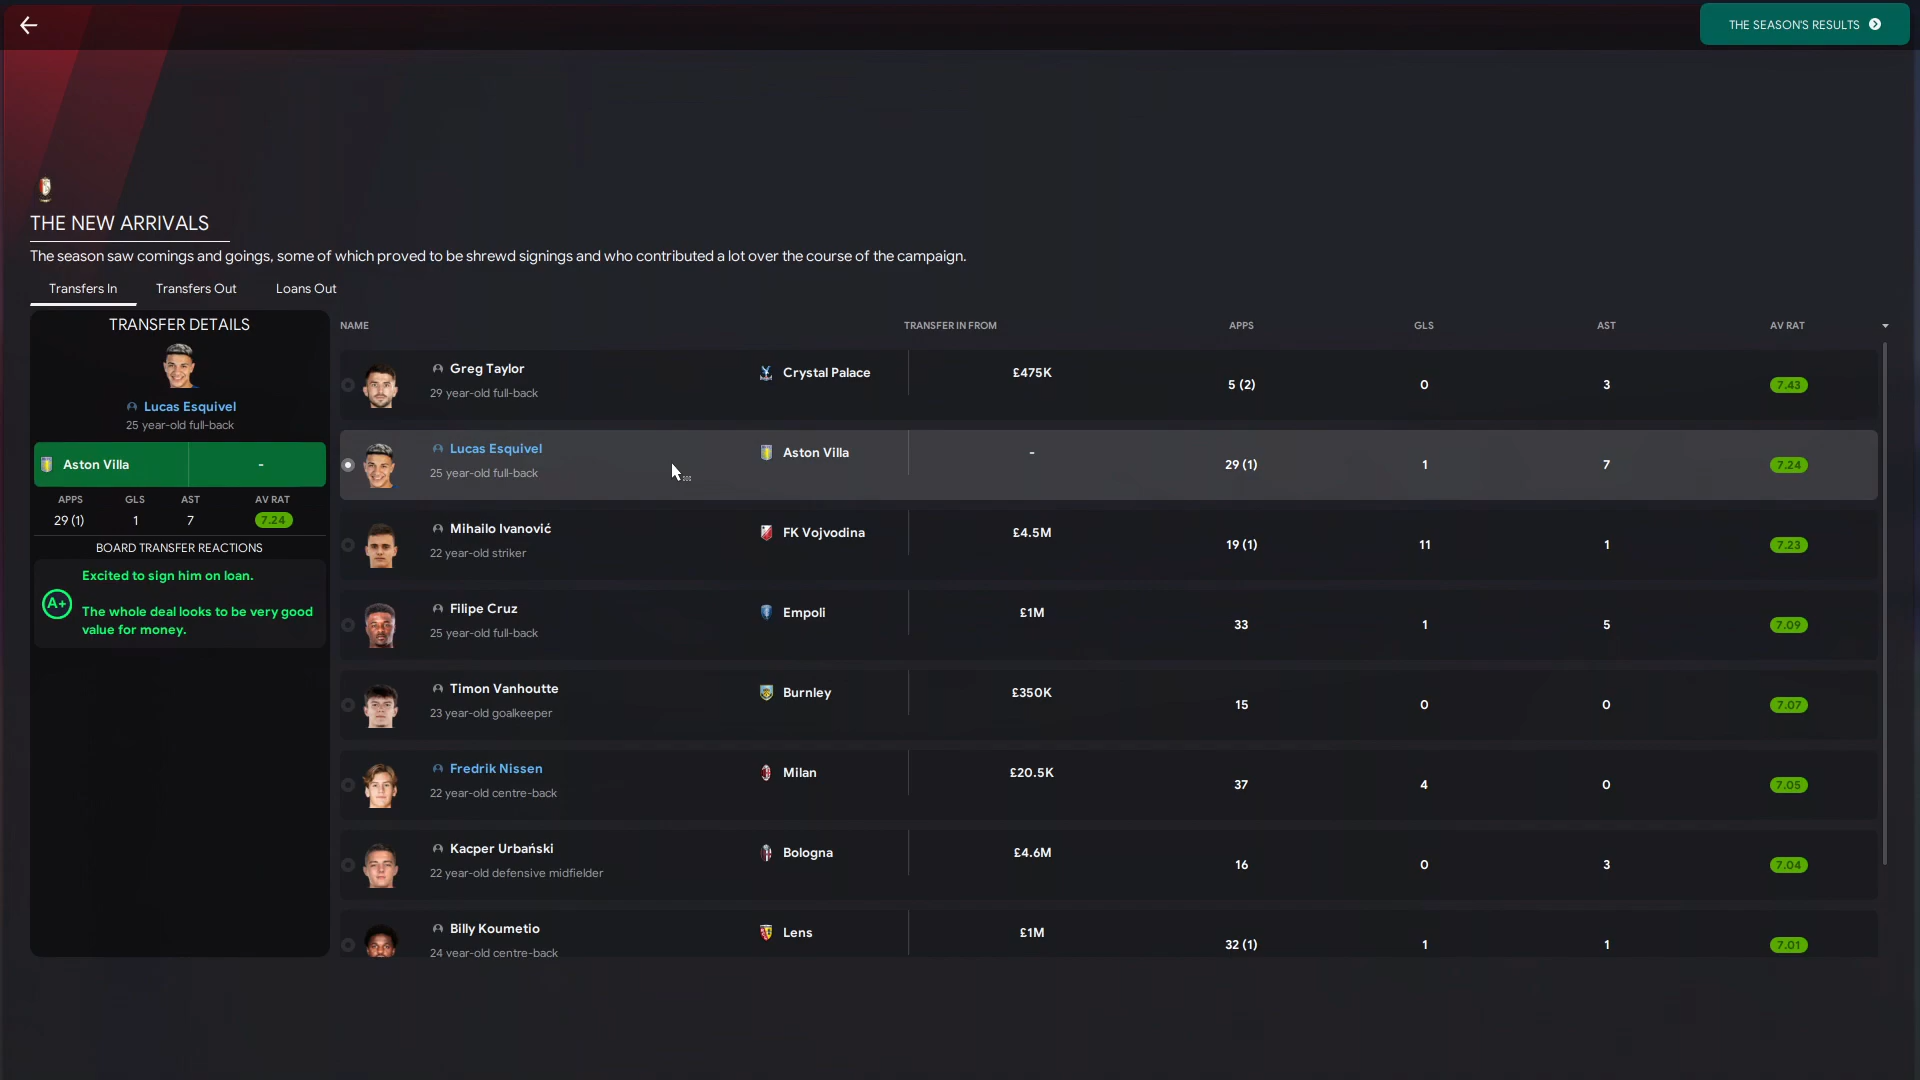 THE SEASON'S RESULTS
THE NEW ARRIVALS
The season saw comings and goings, some of which proved to be shrewd signings and who contributed a lot over the course of the campaign.
Transfers In Transfers Out Loans Out
TRANSFER DETAILS
Lucas Esquivel
25 year-old full-back
Aston Villa -
APPS GLS AST AV RAT
29 (1) 1 7 7.24
BOARD TRANSFER REACTIONS
A+
Excited to sign him on loan.
The whole deal looks to be very good
value for money.
NAME TRANSFER IN FROM APPS GLS AST AV RAT
Greg Taylor Crystal Palace £475K 5 (2) 0 3 7.43
29 year-old full-back
Lucas Esquivel Aston Villa - 29 (1) 1 7 7.24
25 year-old full-back
Mihailo Ivanović FK Vojvodina £4.5M 19 (1) 11 1 7.23
22 year-old striker
Filipe Cruz Empoli £1M 33 1 5 7.09
25 year-old full-back
Timon Vanhoutte Burnley £350K 15 0 0 7.07
23 year-old goalkeeper
Fredrik Nissen Milan £20.5K 37 4 0 7.05
22 year-old centre-back
Kacper Urbański Bologna £4.6M 16 0 3 7.04
22 year-old defensive midfielder
Billy Koumetio Lens £1M 32 (1) 1 1 7.01
24 year-old centre-back